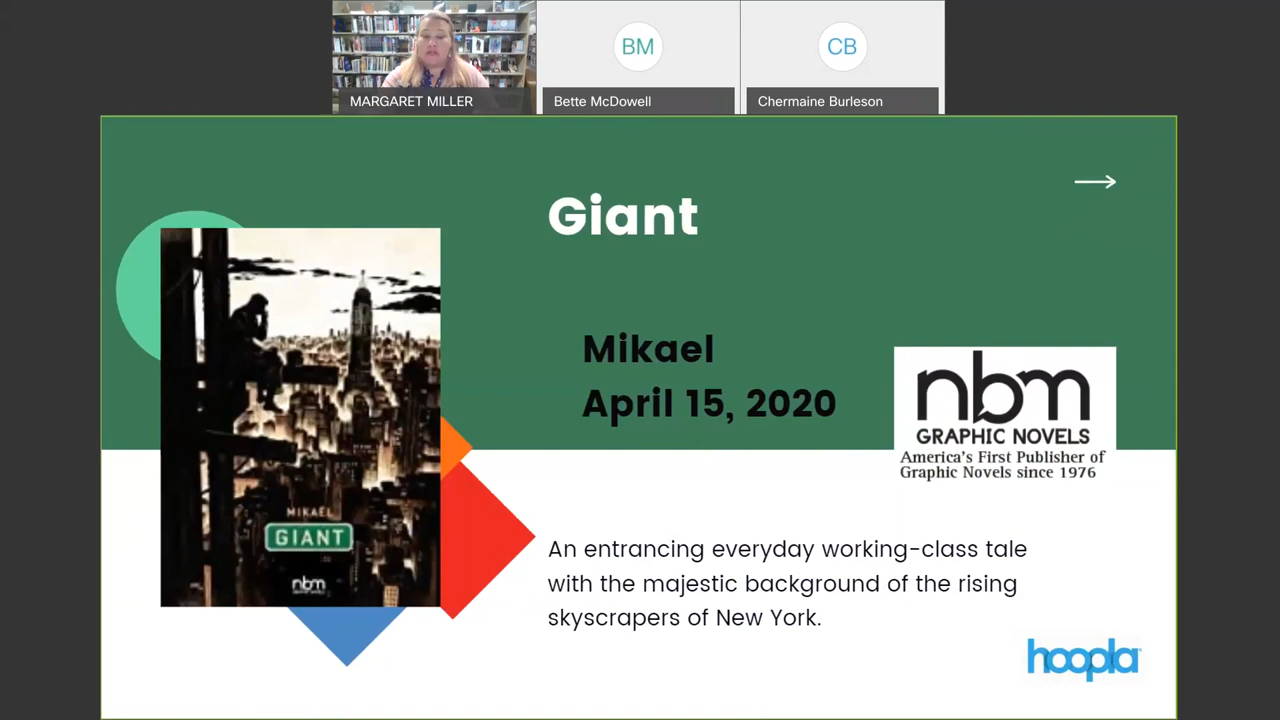 BM
CB
MARGARET MILLER
Bette McDowell
Chermaine Burleson
Giant
Mikael
April 15, 2020
nbm
GRAPHIC NOVELS
America's First Publisher of
Graphic Novels since 1976
MIKAËL
GIANT
nbm
An entrancing everyday working-class tale
with the majestic background of the rising
skyscrapers of New York.
hoopla